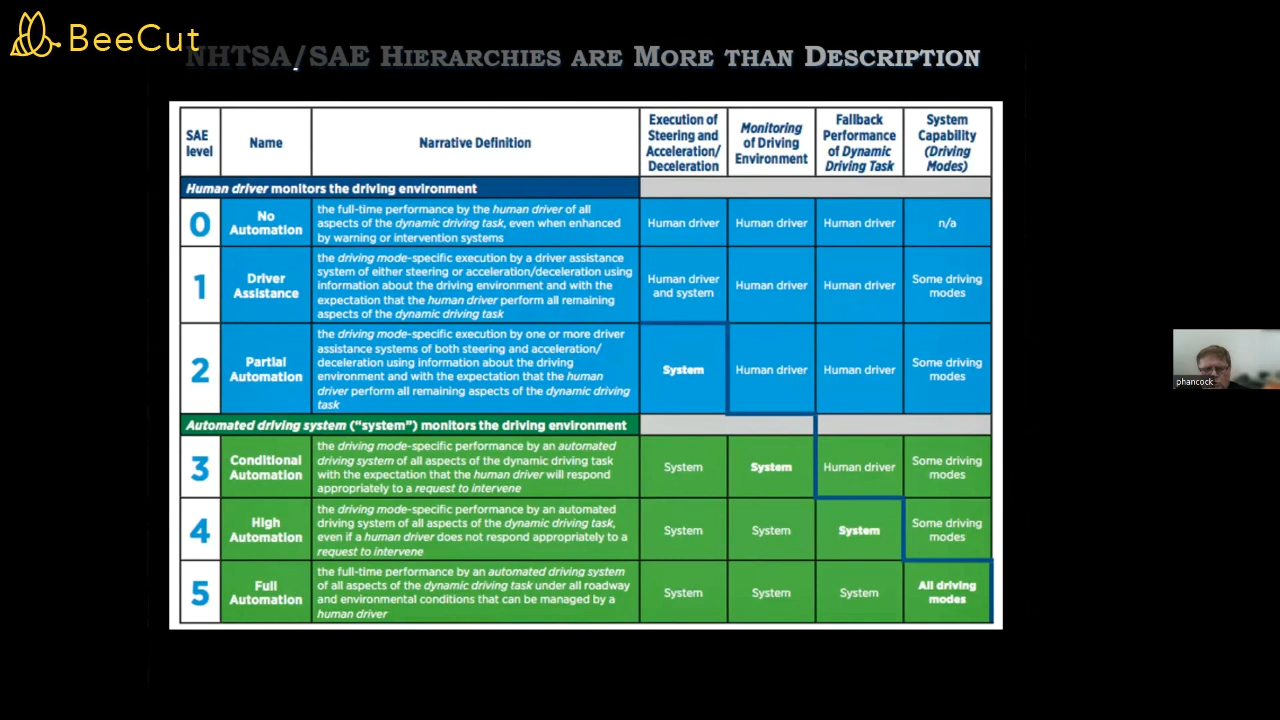 BeeCut
NHTSA/SAE HIERARCHIES ARE MORE THAN DESCRIPTION
SAE
level
Name
Narrative Definition
Execution of
Steering and
Acceleration/
Deceleration
Monitoring
of Driving
Environment
Fallback
Performance
of Dynamic
Driving Task
System
Capability
(Driving
Modes)
Human driver monitors the driving environment
0
No
Automation
the full-time performance by the human driver of all
aspects of the dynamic driving task, even when enhanced
by warning or intervention systems
Human driver
Human driver
Human driver
n/a
1
Driver
Assistance
the driving mode-specific execution by a driver assistance
system of either steering or acceleration/deceleration using
information about the driving environment and with the
expectation that the human driver perform all remaining
aspects of the dynamic driving task
Human driver
and system
Human driver
Human driver
Some driving
modes
2
Partial
Automation
the driving mode-specific execution by one or more driver
assistance systems of both steering and acceleration/
deceleration using information about the driving
environment and with the expectation that the human
driver perform all remaining aspects of the dynamic driving
task
System
Human driver
Human driver
Some driving
modes
Automated driving system ("system") monitors the driving environment
3
Conditional
Automation
the driving mode-specific performance by an automated
driving system of all aspects of the dynamic driving task
with the expectation that the human driver will respond
appropriately to a request to intervene
System
System
Human driver
Some driving
modes
4
High
Automation
the driving mode-specific performance by an automated
driving system of all aspects of the dynamic driving task,
even if a human driver does not respond appropriately to a
request to intervene
System
System
System
Some driving
modes
5
Full
Automation
the full-time performance by an automated driving system
of all aspects of the dynamic driving task under all roadway
and environmental conditions that can be managed by a
human driver
System
System
System
All driving
modes
phancock